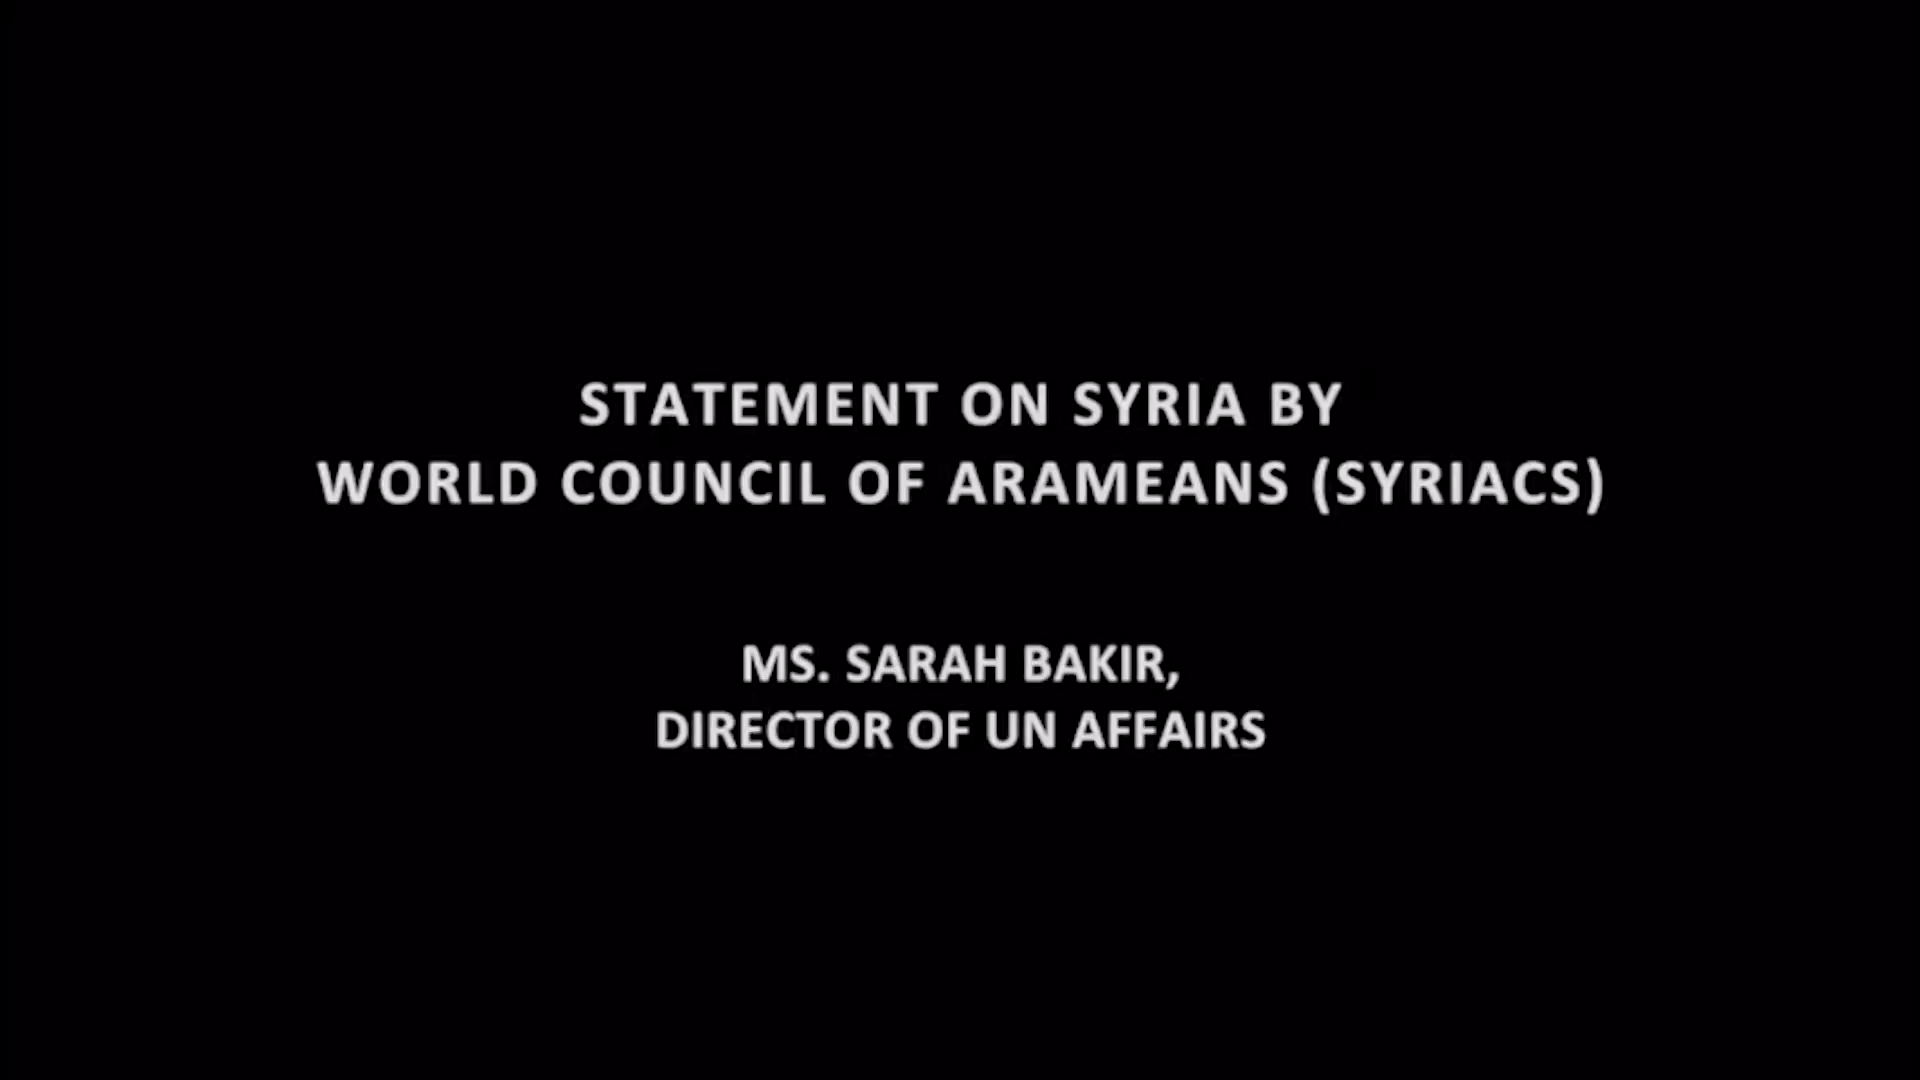 STATEMENT ON SYRIA BY
WORLD COUNCIL OF ARAMEANS (SYRIACS)
MS. SARAH BAKIR,
DIRECTOR OF UN AFFAIRS